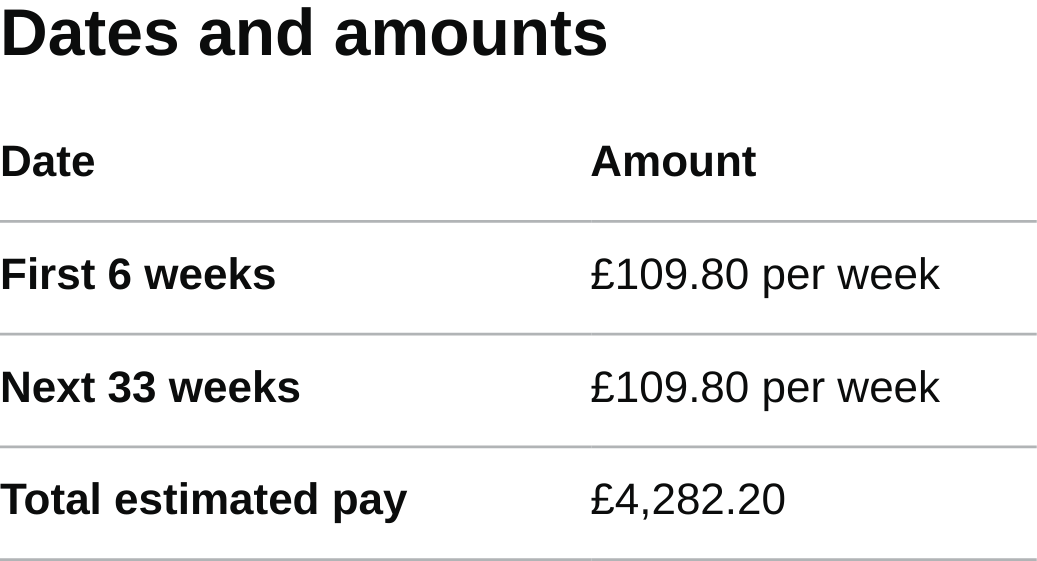 Dates and amounts
Date Amount
First 6 weeks £109.80 per week
Next 33 weeks £109.80 per week
Total estimated pay £4,282.20